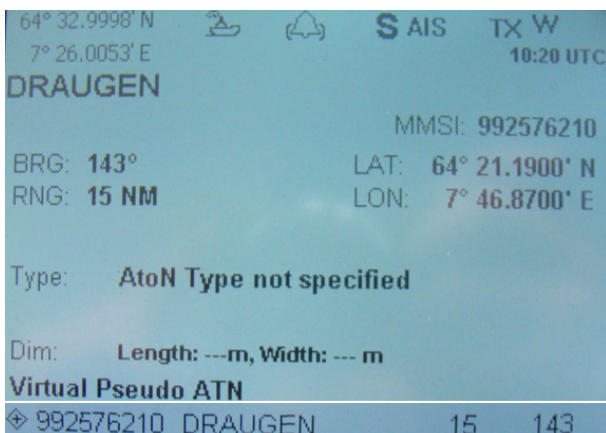 64° 32.9998' N S AIS TX W
7° 26.0053' E 10:20 UTC
DRAUGEN
MMSI: 992576210
BRG: 143° LAT: 64° 21.1900' N
RNG: 15 NM LON: 7° 46.8700' E
Type: AtoN Type not specified
Dim: Length: ---m, Width: --- m
Virtual Pseudo ATN
992576210 DRAUGEN 15 143